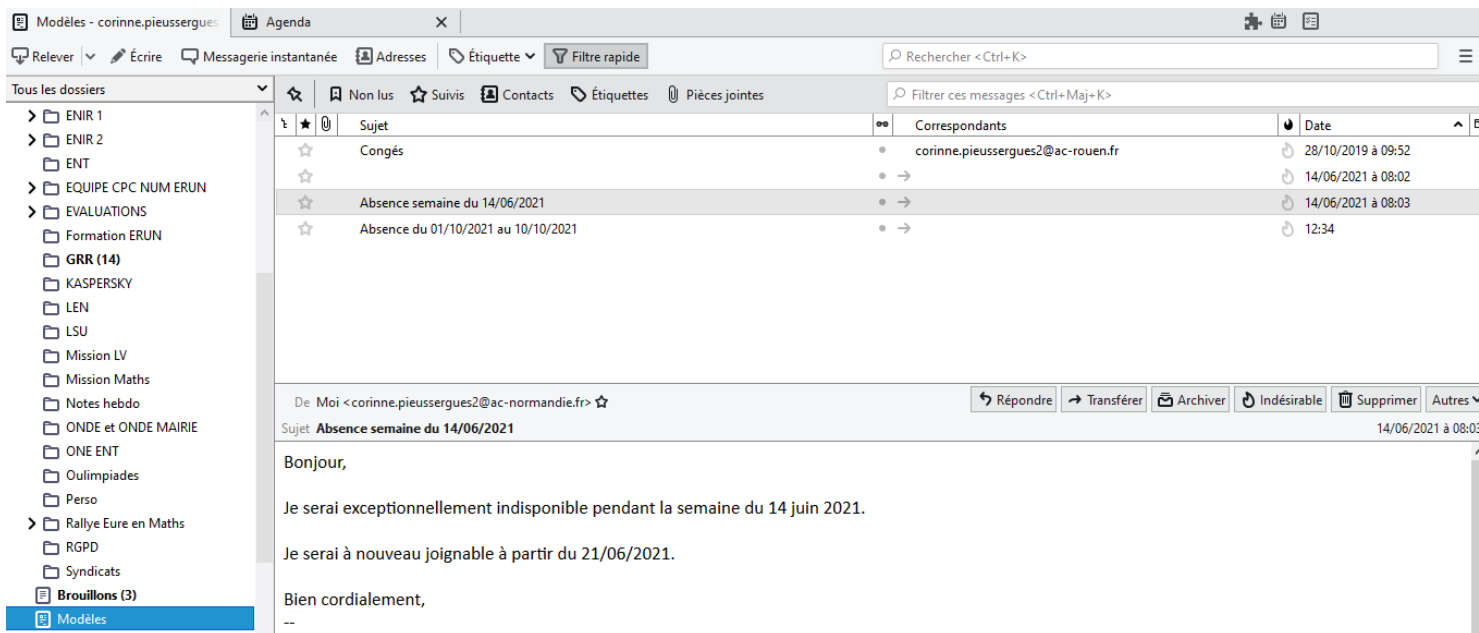 Modèles - corinne.pieussergues
Agenda
Relever Écrire Messagerie instantanée Adresses Étiquette Filtre rapide
Rechercher <Ctrl+K>
Tous les dossiers
Non lus Suivis Contacts Étiquettes Pièces jointes
Filtrer ces messages <Ctrl+Maj+K>
Sujet Correspondants Date
Congés corinne.pieussergues2@ac-rouen.fr 28/10/2019 à 09:52
14/06/2021 à 08:02
Absence semaine du 14/06/2021 14/06/2021 à 08:03
Absence du 01/10/2021 au 10/10/2021 12:34
ENIR 1
ENIR 2
ENT
EQUIPE CPC NUM ERUN
EVALUATIONS
Formation ERUN
GRR (14)
KASPERSKY
LEN
LSU
Mission LV
Mission Maths
Notes hebdo
ONDE et ONDE MAIRIE
ONE ENT
Oulimpiades
Perso
Rallye Eure en Maths
RGPD
Syndicats
Brouillons (3)
Modèles
De Moi <corinne.pieussergues2@ac-normandie.fr>
Répondre Transférer Archiver Indésirable Supprimer Autres
Sujet Absence semaine du 14/06/2021 14/06/2021 à 08:03
Bonjour,
Je serai exceptionnellement indisponible pendant la semaine du 14 juin 2021.
Je serai à nouveau joignable à partir du 21/06/2021.
Bien cordialement,
--